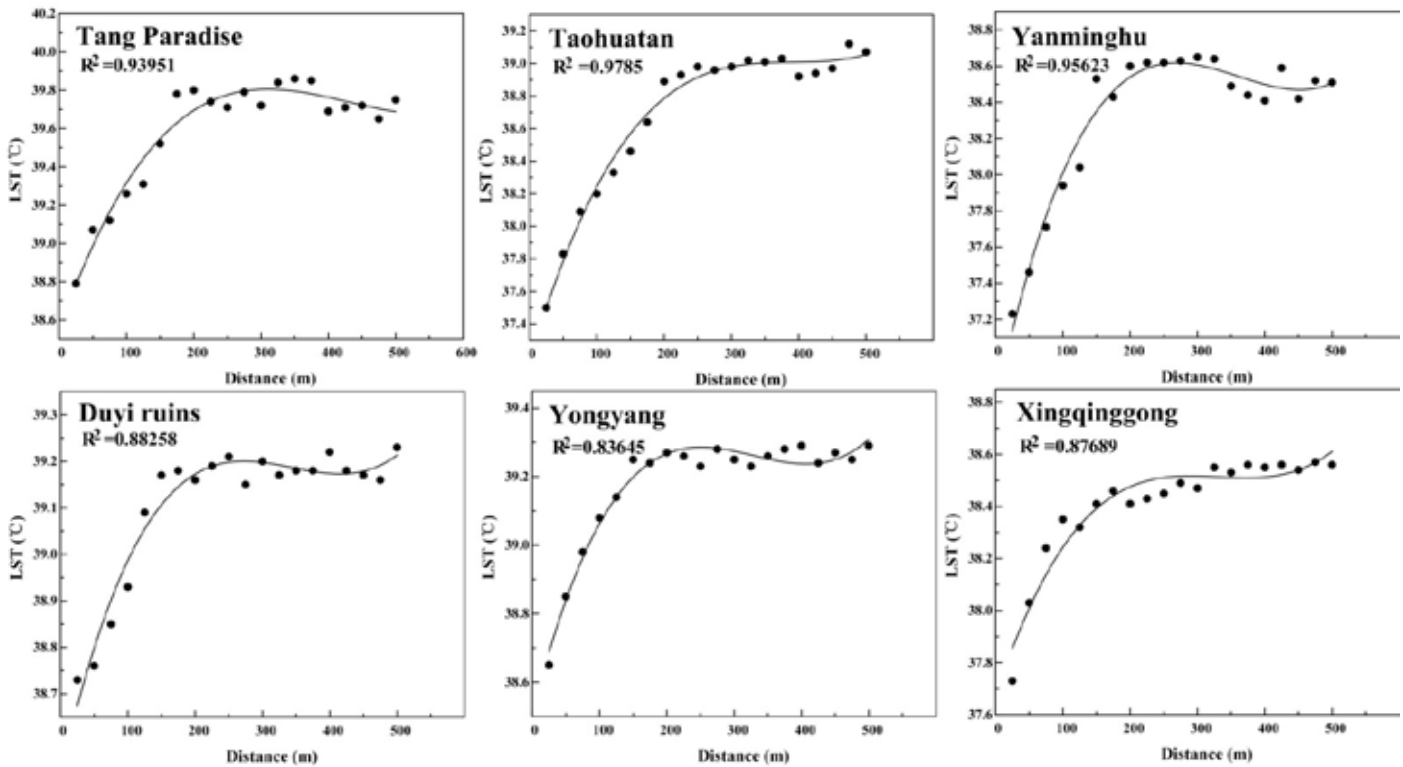 Tang Paradise
R²=0.93951
LST (℃)
40.2
40.0
39.8
39.6
39.4
39.2
39.0
38.8
38.6
0 100 200 300 400 500 600
Distance (m)
Taohuatan
R²=0.9785
LST (℃)
39.2
39.0
38.8
38.6
38.4
38.2
38.0
37.8
37.6
37.4
0 100 200 300 400 500
Distance (m)
Yanminghu
R²=0.95623
LST (℃)
38.8
38.6
38.4
38.2
38.0
37.8
37.6
37.4
37.2
0 100 200 300 400 500
Distance (m)
Duyi ruins
R²=0.88258
LST (℃)
39.3
39.2
39.1
39.0
38.9
38.8
38.7
0 100 200 300 400 500
Distance (m)
Yongyang
R²=0.83645
LST (℃)
39.4
39.2
39.0
38.8
38.6
0 100 200 300 400 500
Distance (m)
Xingqinggong
R²=0.87689
LST (℃)
38.8
38.6
38.4
38.2
38.0
37.8
37.6
0 100 200 300 400 500
Distance (m)